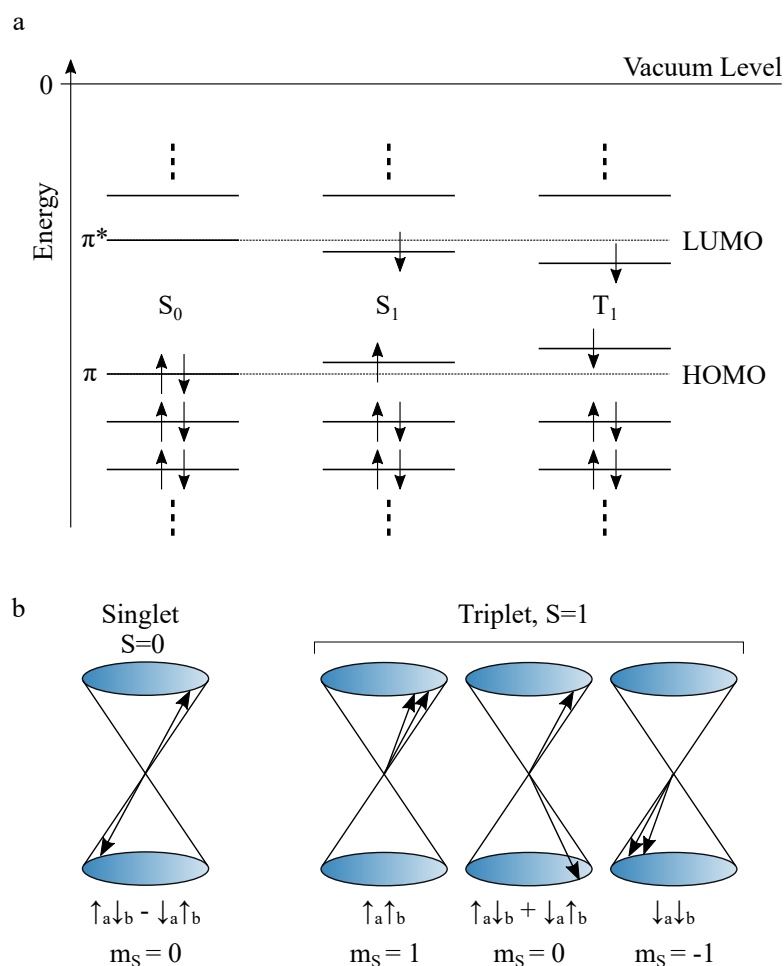 a
Vacuum Level
0
Energy
π*
LUMO
S₀
S₁
T₁
π
HOMO
b
Singlet
S=0
Triplet, S=1
↑ₐ↓b - ↓ₐ↑b
↑ₐ↑b
↑ₐ↓b + ↓ₐ↑b
↓ₐ↓b
mₛ = 0
mₛ = 1
mₛ = 0
mₛ = -1